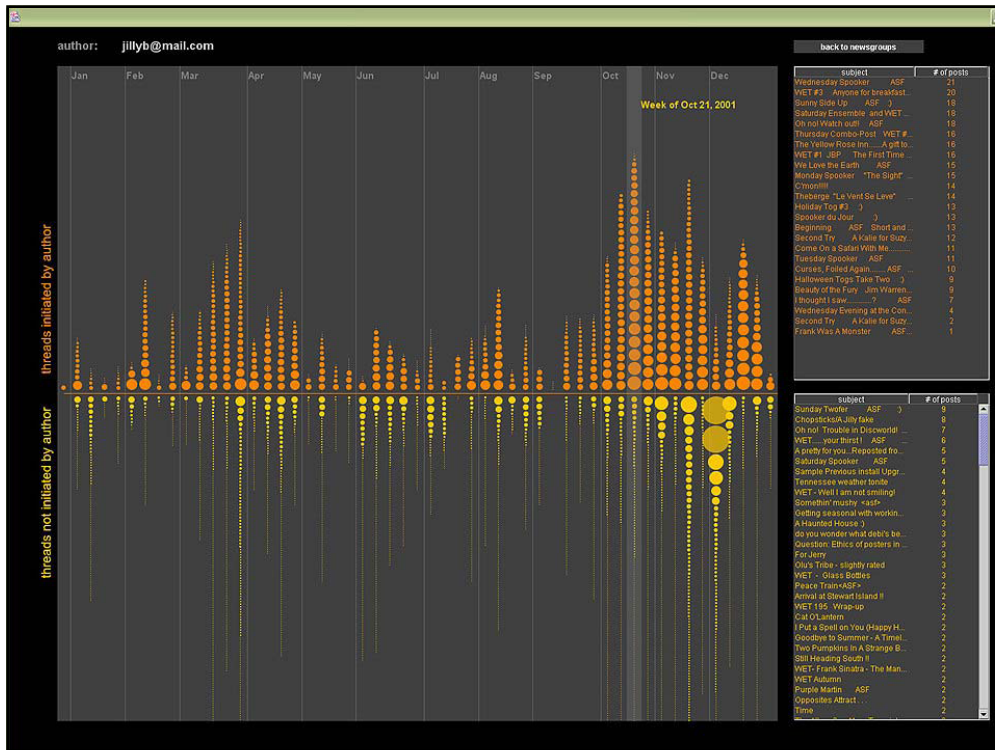 author: jillyb@mail.com
back to newsgroups
Jan Feb Mar Apr May Jun Jul Aug Sep Oct Nov Dec
Week of Oct 21, 2001
threads initiated by author
threads not initiated by author
subject # of posts
Wednesday Spooker ASF 21
WET #3 Anyone for breakfast... 20
Sunny Side Up ASF :) 18
Saturday Ensemble and WET ... 18
Oh no! Watch out!! ASF 18
Thursday Combo-Post WET #... 16
The Yellow Rose Inn......A gift to... 16
WET #1 JBP The First Time ... 16
We Love the Earth ASF 15
Monday Spooker "The Sight" ... 15
C'mon!!!! 14
Theberge "Le Vent Se Leve" ... 14
Holiday Tog #3 :) 13
Spooker du Jour :) 13
Beginning ASF Short and ... 13
Second Try A Kalie for Suzy... 12
Come On a Safari With Me.......... 11
Tuesday Spooker ASF 11
Curses, Foiled Again....... ASF ... 10
Halloween Togs Take Two :) 9
Beauty of the Fury Jim Warren... 9
I thought I saw...........? ASF 7
Wednesday Evening at the Con... 4
Second Try A Kalie for Suzy... 2
Frank Was A Monster ASF... 1
subject # of posts
Sunday Twofer ASF :) 9
Chopsticks/A Jilly fake 8
Oh no! Trouble in Discworld! ... 7
WET.....your thirst ! ASF ... 6
A pretty for you...Reposted fro... 5
Saturday Spooker ASF 5
Sample Previous install Upgr... 4
Tennessee weather tonite 4
WET - Well I am not smiling! 4
Somethin' mushy <asf> 3
Getting seasonal with workin... 3
A Haunted House :) 3
do you wonder what debi's be... 3
Question: Ethics of posters in ... 3
For Jerry 3
Olu's Tribe - slightly rated 3
WET - Glass Bottles 3
Peace Train<ASF> 2
Arrival at Stewart Island !! 2
WET 195 Wrap-up 2
Cat O'Lantern 2
I Put a Spell on You (Happy H... 2
Goodbye to Summer - A Timel... 2
Two Pumpkins In A Strange B... 2
Still Heading South !! 2
WET- Frank Sinatra - The Man... 2
WET Autumn 2
Purple Martin ASF 2
Opposites Attract . . . 2
Time 2